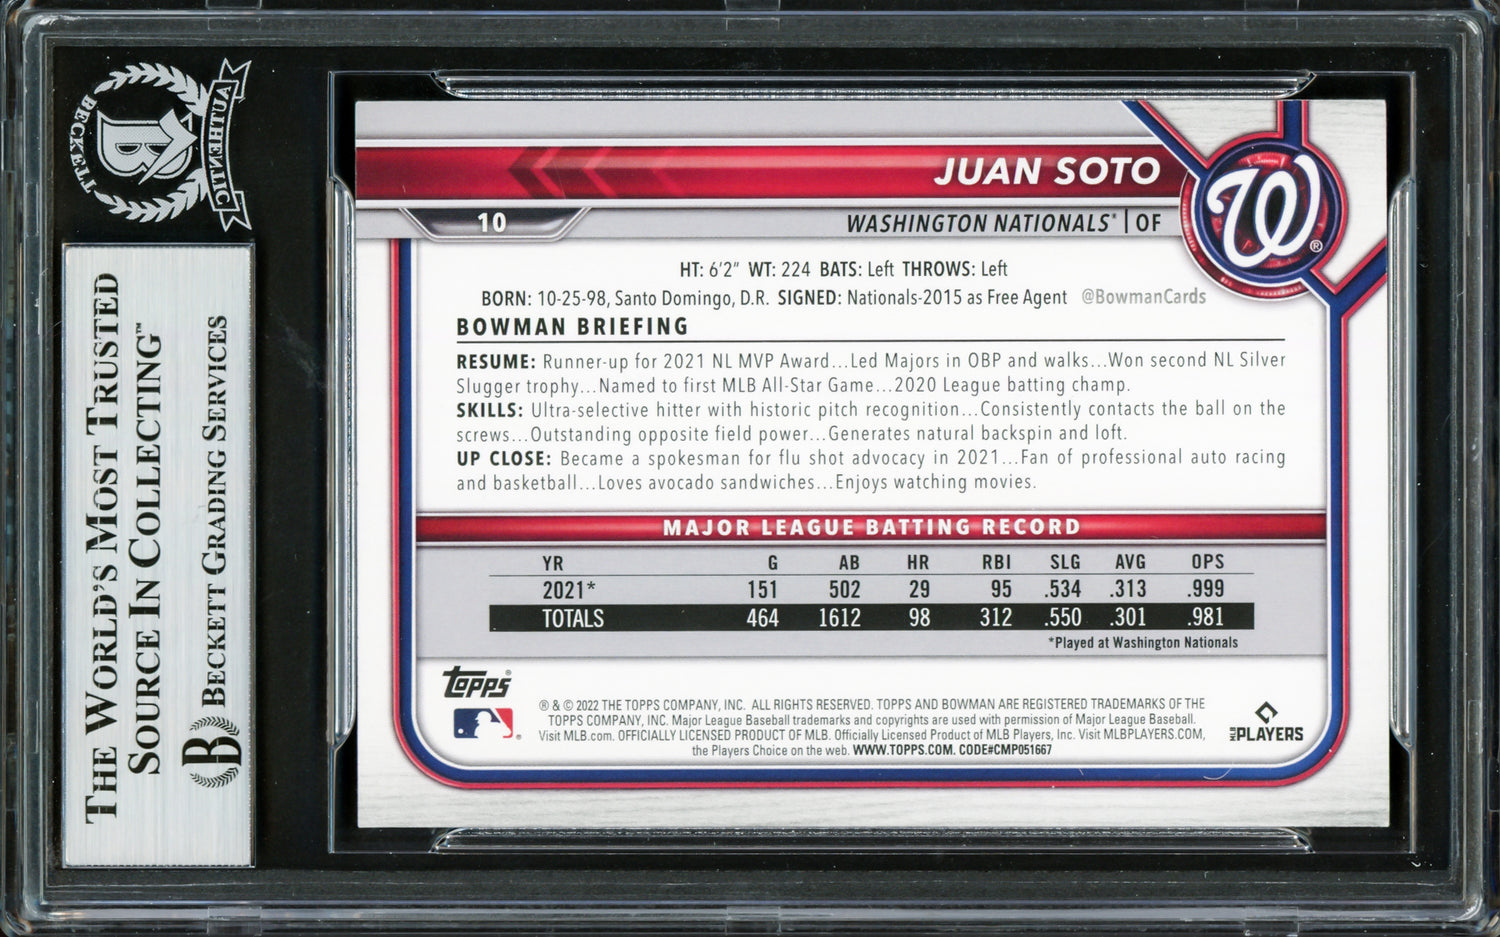 BECKETT
AUTHENTIC
B
THE WORLD'S MOST TRUSTED
SOURCE IN COLLECTING™
B BECKETT GRADING SERVICES
JUAN SOTO
10
WASHINGTON NATIONALS® | OF
W®
HT: 6'2" WT: 224 BATS: Left THROWS: Left
BORN: 10-25-98, Santo Domingo, D.R. SIGNED: Nationals-2015 as Free Agent @BowmanCards
BOWMAN BRIEFING
RESUME: Runner-up for 2021 NL MVP Award...Led Majors in OBP and walks...Won second NL Silver
Slugger trophy...Named to first MLB All-Star Game...2020 League batting champ.
SKILLS: Ultra-selective hitter with historic pitch recognition...Consistently contacts the ball on the
screws...Outstanding opposite field power...Generates natural backspin and loft.
UP CLOSE: Became a spokesman for flu shot advocacy in 2021...Fan of professional auto racing
and basketball...Loves avocado sandwiches...Enjoys watching movies.
MAJOR LEAGUE BATTING RECORD
YR G AB HR RBI SLG AVG OPS
2021* 151 502 29 95 .534 .313 .999
TOTALS 464 1612 98 312 .550 .301 .981
*Played at Washington Nationals
Topps®
® & © 2022 THE TOPPS COMPANY, INC. ALL RIGHTS RESERVED. TOPPS AND BOWMAN ARE REGISTERED TRADEMARKS OF THE
TOPPS COMPANY, INC. Major League Baseball trademarks and copyrights are used with permission of Major League Baseball.
Visit MLB.com. OFFICIALLY LICENSED PRODUCT OF MLB. Officially Licensed Product of MLB Players, Inc. Visit MLBPLAYERS.COM,
the Players Choice on the web. WWW.TOPPS.COM. CODE#CMP051667
MLB PLAYERS